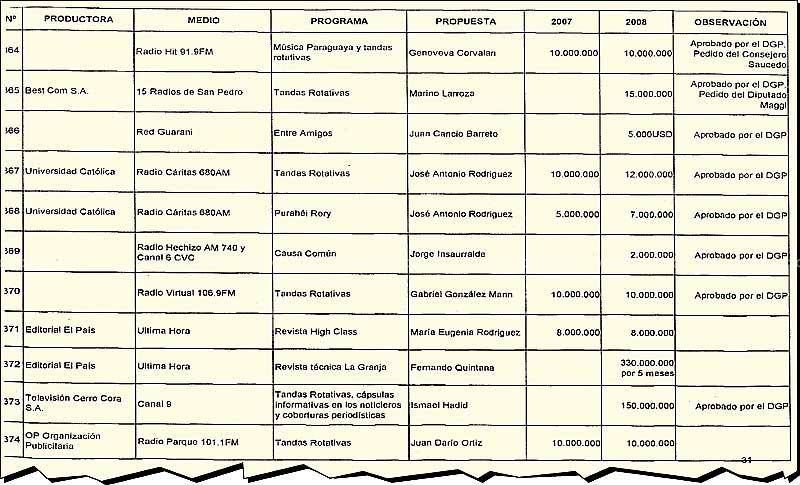 Nº PRODUCTORA MEDIO PROGRAMA PROPUESTA 2007 2008 OBSERVACIÓN
364 Radio Hit 91.9FM Música Paraguaya y tandas rotativas Genoveva Corvalan 10.000.000 10.000.000 Aprobado por el DGP, Pedido del Consejero Saucedo
365 Best Com S.A. 15 Radios de San Pedro Tandas Rotativas Marino Larroza 15.000.000 Aprobado por el DGP, Pedido del Diputado Maggi
366 Red Guarani Entre Amigos Juan Cancio Barreto 5.000USD Aprobado por el DGP
367 Universidad Católica Radio Cáritas 680AM Tandas Rotativas José Antonio Rodriguez 10.000.000 12.000.000 Aprobado por el DGP
368 Universidad Católica Radio Cáritas 680AM Purahéi Rory José Antonio Rodriguez 5.000.000 7.000.000 Aprobado por el DGP
369 Radio Hechizo AM 740 y Canal 6 CVC Causa Común Jorge Insaurralde 2.000.000 Aprobado por el DGP
370 Radio Virtual 106.9FM Tandas Rotativas Gabriel González Mann 10.000.000 10.000.000 Aprobado por el DGP
371 Editorial El País Ultima Hora Revista High Class María Eugenia Rodriguez 8.000.000 8.000.000
372 Editorial El País Ultima Hora Revista técnica La Granja Fernando Quintana 330.000.000 por 5 meses
373 Televisión Cerro Cora S.A. Canal 9 Tandas Rotativas, cápsulas informativas en los noticieros y coberturas periodísticas Ismael Hadid 150.000.000 Aprobado por el DGP
374 OP Organización Publicitaria Radio Parque 101.1FM Tandas Rotativas Juan Darío Ortiz 10.000.000 10.000.000
31